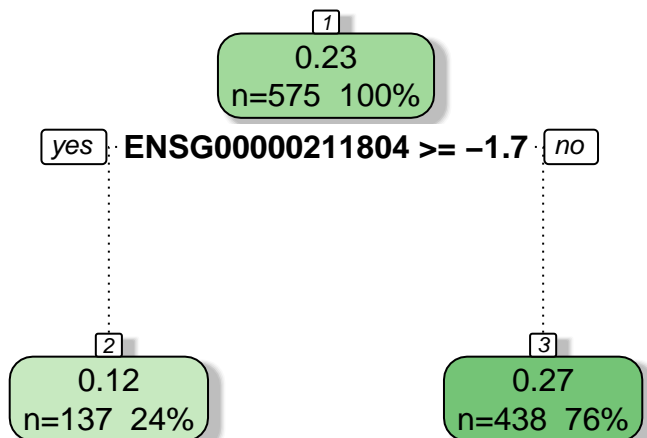 1
0.23
n=575 100%
yes ENSG00000211804 >= −1.7 no
2
3
0.12
0.27
n=137 24%
n=438 76%